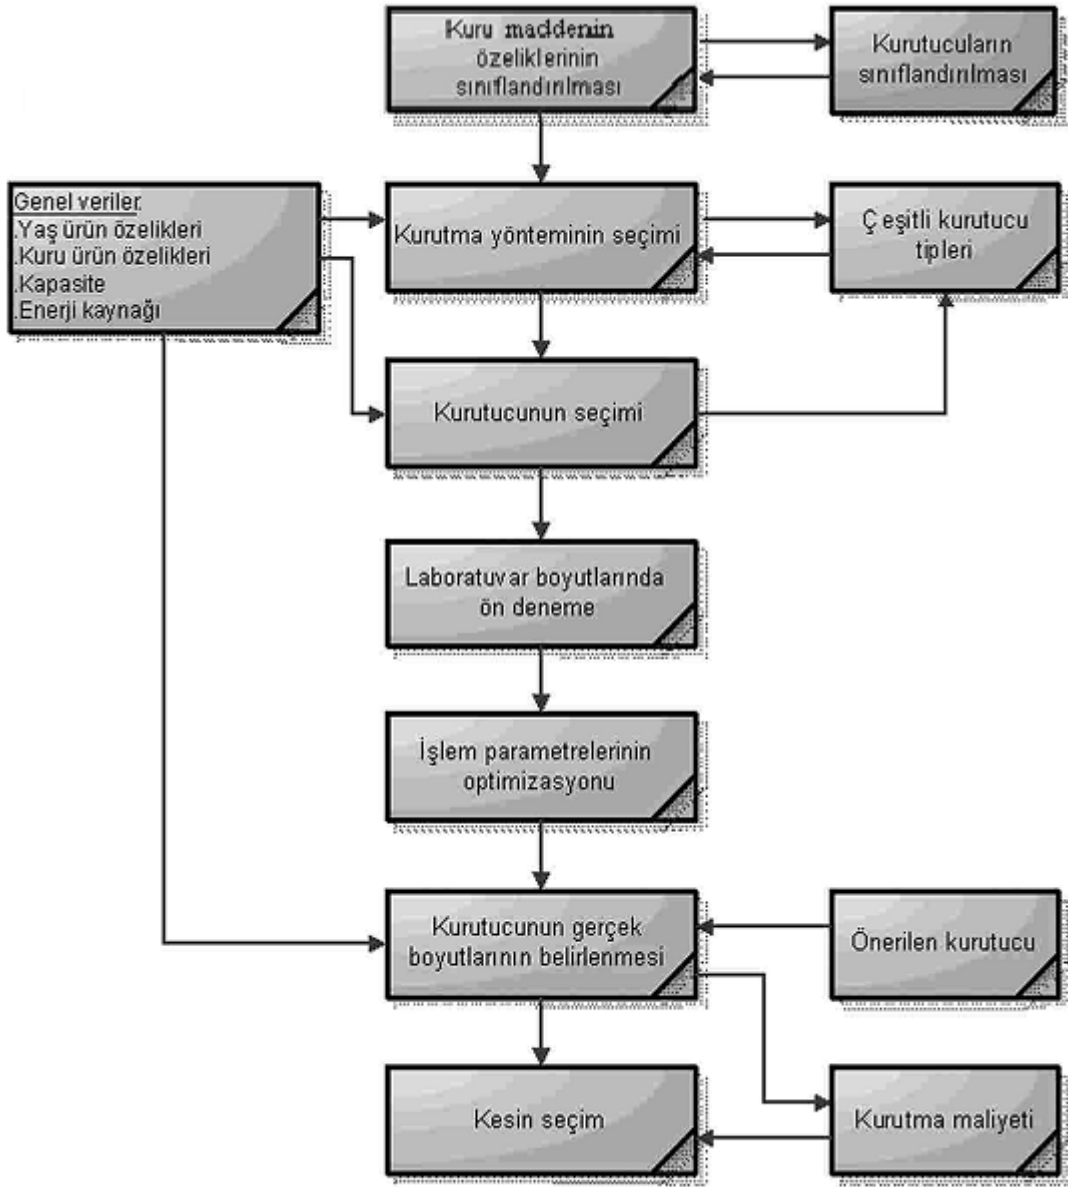 Kuru maddenin
özeliklerinin
sınıflandırılması
Kurutucuların
sınıflandırılması
Genel veriler:
.Yaş ürün özelikleri
.Kuru ürün özelikleri
.Kapasite
.Enerji kaynağı
Kurutma yönteminin seçimi
Çeşitli kurutucu
tipleri
Kurutucunun seçimi
Laboratuvar boyutlarında
ön deneme
İşlem parametrelerinin
optimizasyonu
Kurutucunun gerçek
boyutlarının belirlenmesi
Önerilen kurutucu
Kesin seçim
Kurutma maliyeti